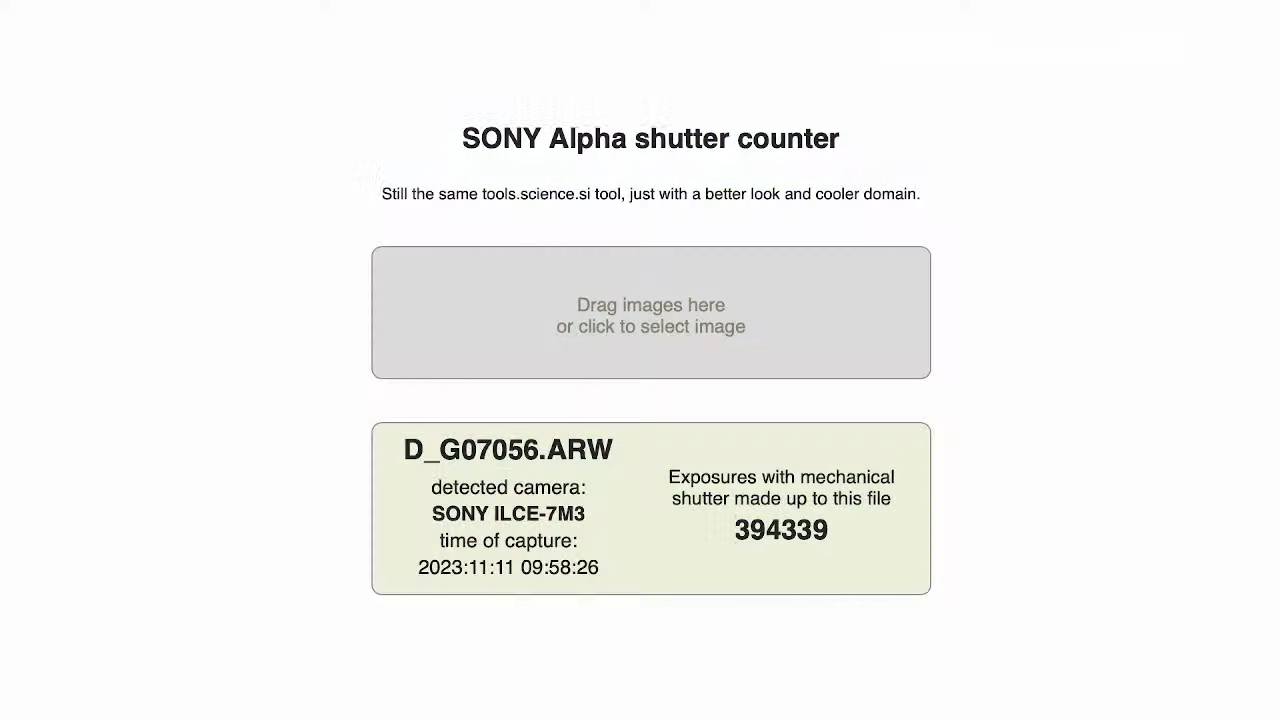 SONY Alpha shutter counter
Still the same tools.science.si tool, just with a better look and cooler domain.
Drag images here
or click to select image
D_G07056.ARW
detected camera:
SONY ILCE-7M3
time of capture:
2023:11:11 09:58:26
Exposures with mechanical
shutter made up to this file
394339